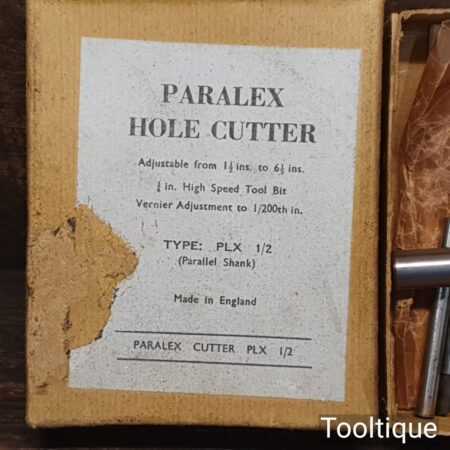 PARALEX
HOLE CUTTER
Adjustable from 1½ ins. to 6½ ins.
¼ in. High Speed Tool Bit
Vernier Adjustment to 1/200th in.
TYPE: PLX 1/2
(Parallel Shank)
Made in England
PARALEX CUTTER PLX 1/2
Tooltique